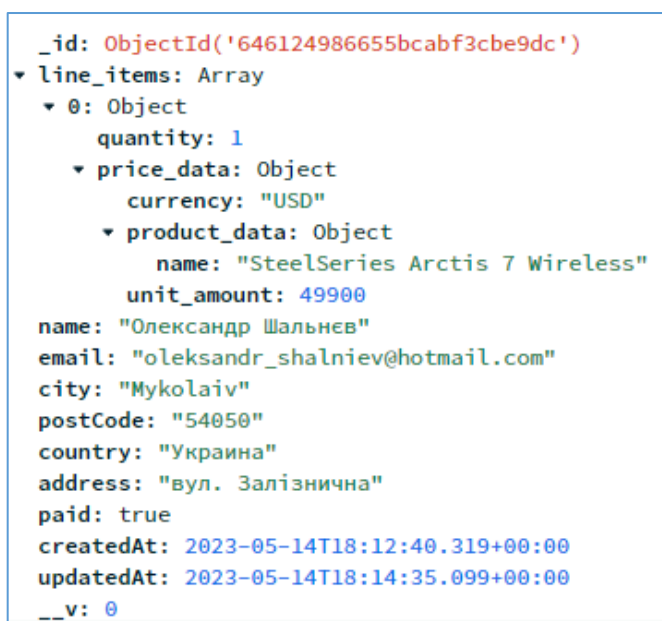 _id: ObjectId('646124986655bcabf3cbe9dc')
line_items: Array
0: Object
quantity: 1
price_data: Object
currency: "USD"
product_data: Object
name: "SteelSeries Arctis 7 Wireless"
unit_amount: 49900
name: "Олександр Шальнєв"
email: "oleksandr_shalniev@hotmail.com"
city: "Mykolaiv"
postCode: "54050"
country: "Украина"
address: "вул. Залізнична"
paid: true
createdAt: 2023-05-14T18:12:40.319+00:00
updatedAt: 2023-05-14T18:14:35.099+00:00
__v: 0